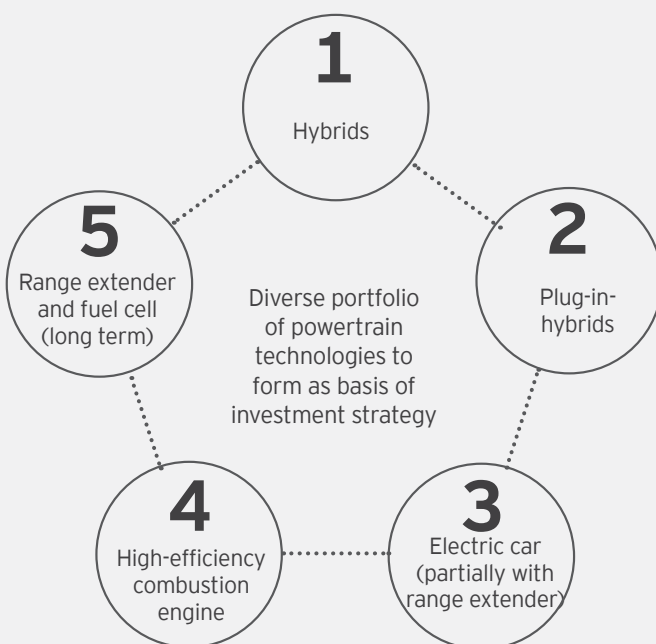 1
Hybrids
2
Plug-in-
hybrids
3
Electric car
(partially with
range extender)
4
High-efficiency
combustion
engine
5
Range extender
and fuel cell
(long term)
Diverse portfolio
of powertrain
technologies to
form as basis of
investment strategy